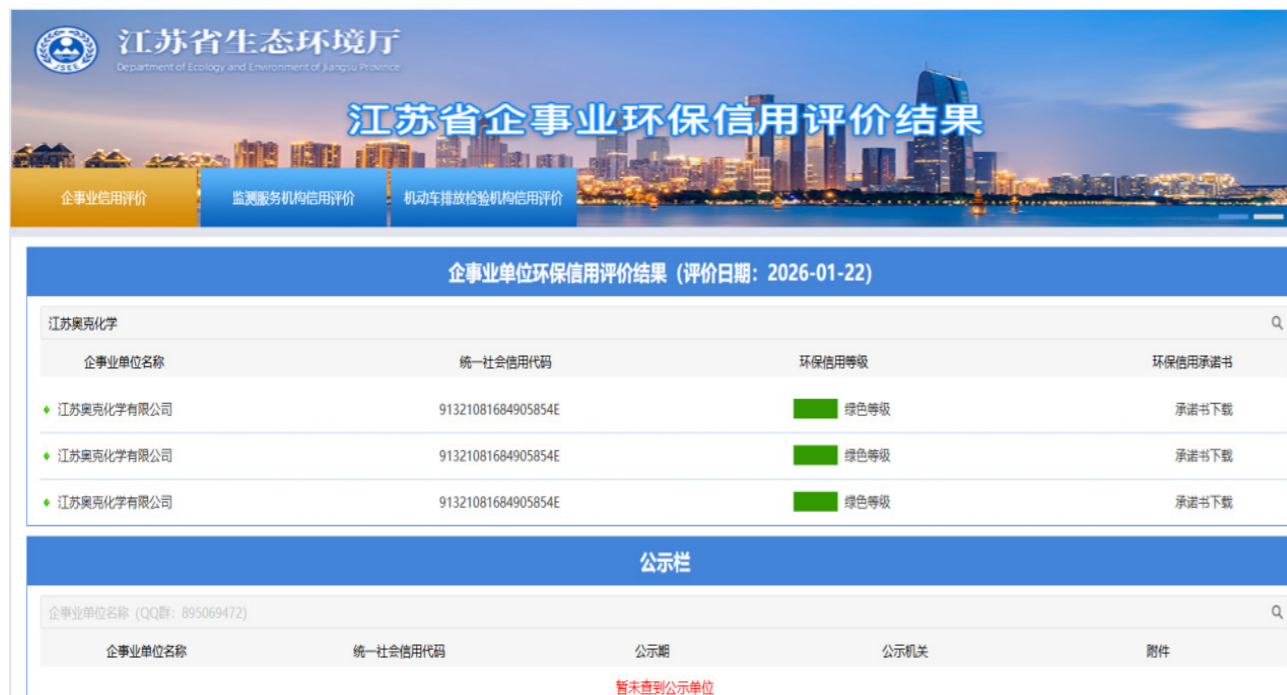 江苏省生态环境厅
Department of Ecology and Environment of Jiangsu Province
JSEE
江苏省企事业环保信用评价结果
企事业信用评价 监测服务机构信用评价 机动车排放检验机构信用评价
企事业单位环保信用评价结果（评价日期：2026-01-22）
江苏奥克化学
企事业单位名称 统一社会信用代码 环保信用等级 环保信用承诺书
江苏奥克化学有限公司 91321081684905854E 绿色等级 承诺书下载
江苏奥克化学有限公司 91321081684905854E 绿色等级 承诺书下载
江苏奥克化学有限公司 91321081684905854E 绿色等级 承诺书下载
公示栏
企事业单位名称（QQ群：895069472）
企事业单位名称 统一社会信用代码 公示期 公示机关 附件
暂未查到公示单位